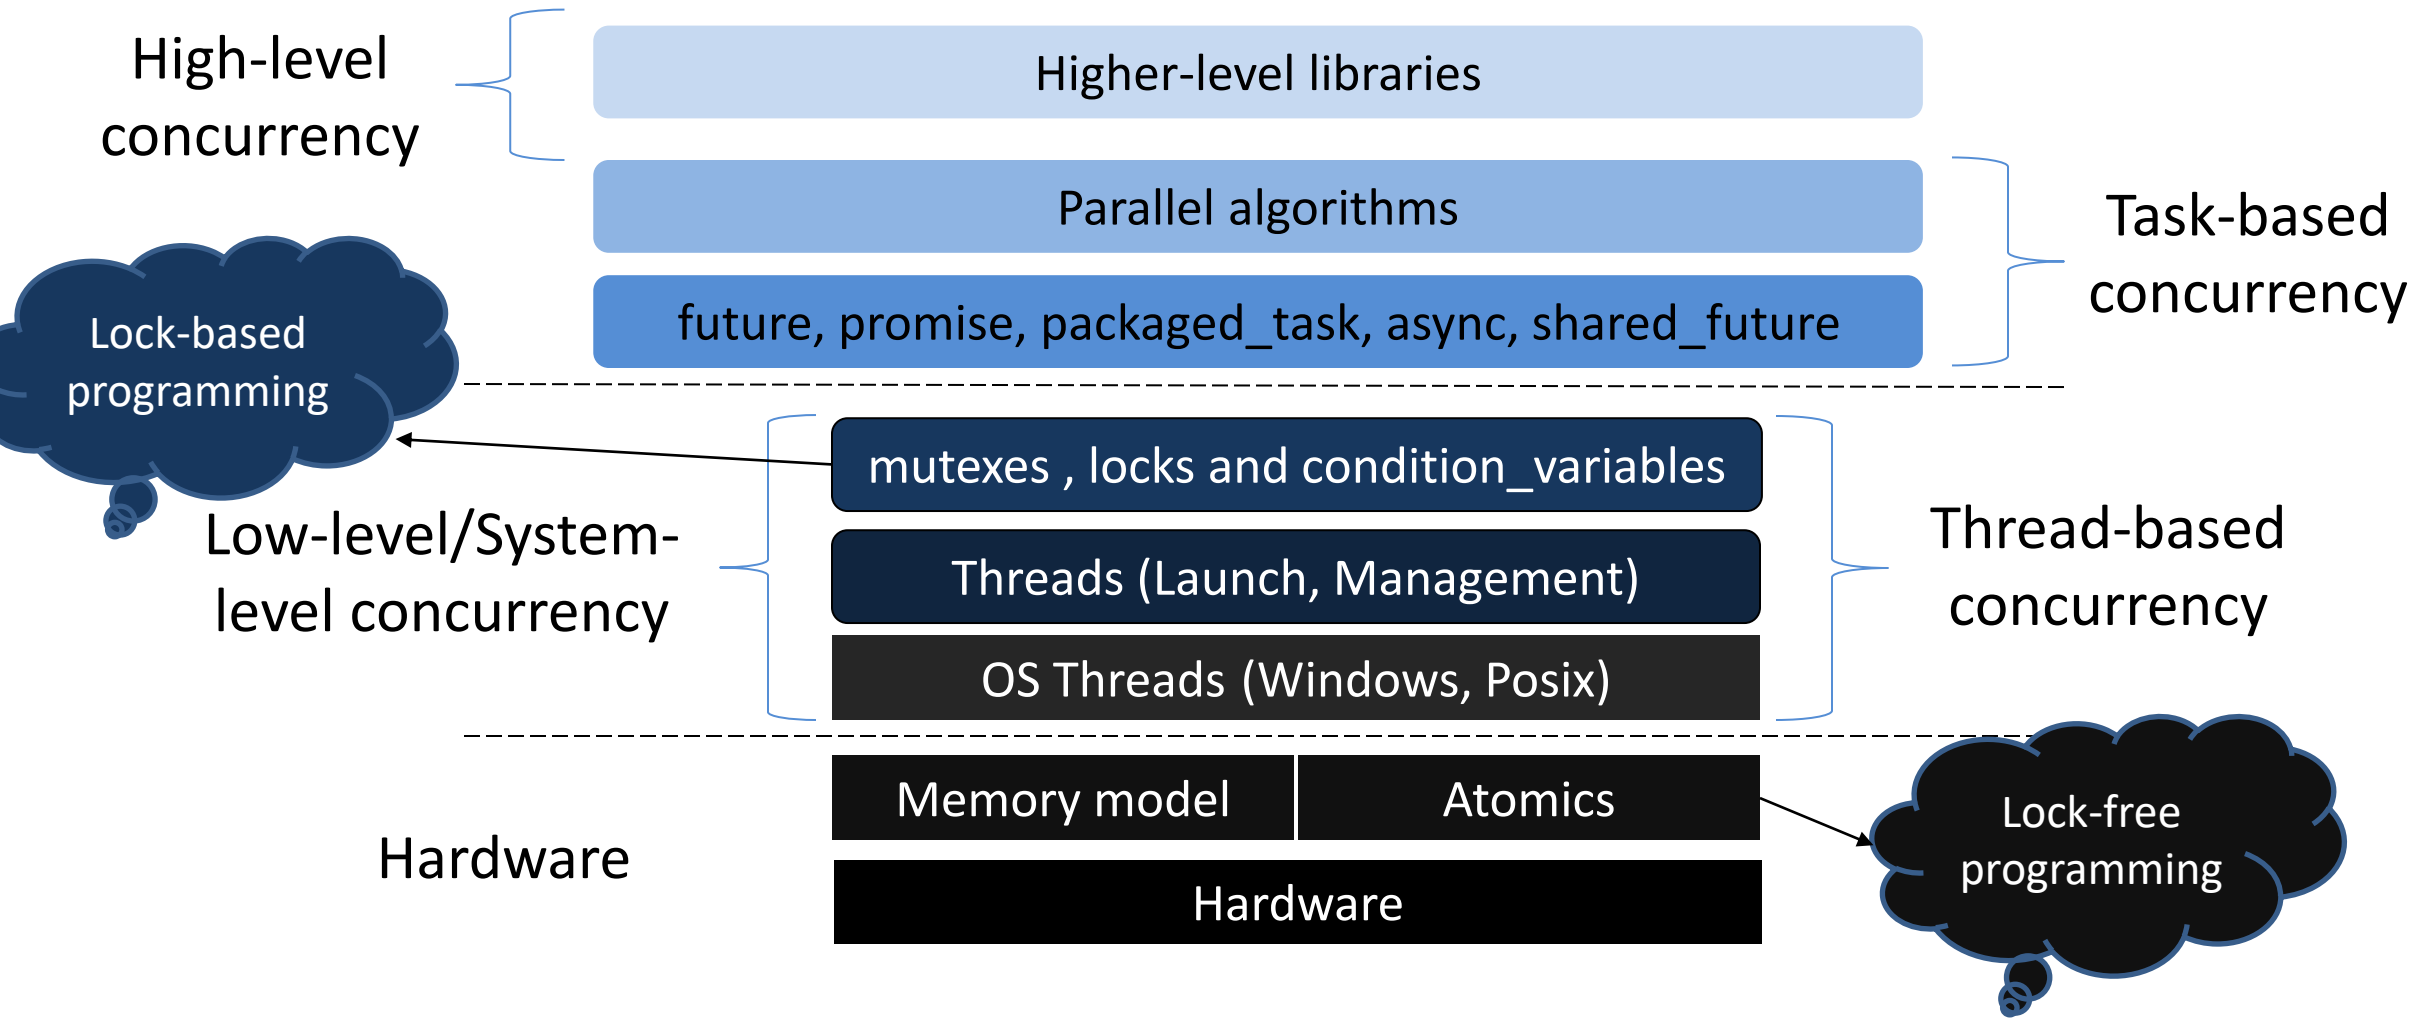 High-level
concurrency
Higher-level libraries
Parallel algorithms
Task-based
concurrency
future, promise, packaged_task, async, shared_future
Lock-based
programming
mutexes , locks and condition_variables
Low-level/System-
level concurrency
Threads (Launch, Management)
Thread-based
concurrency
OS Threads (Windows, Posix)
Memory model
Atomics
Lock-free
programming
Hardware
Hardware